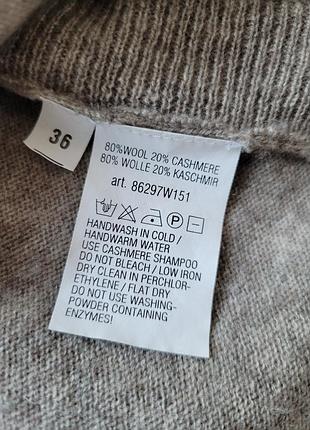 36
80%WOOL 20% CASHMERE
80% WOLLE 20% KASCHMIR
art. 86297W151
P
HANDWASH IN COLD /
HANDWARM WATER
USE CASHMERE SHAMPOO
DO NOT BLEACH / LOW IRON
DRY CLEAN IN PERCHLOR-
ETHYLENE / FLAT DRY
DO NOT USE WASHING-
POWDER CONTAINING
ENZYMES!